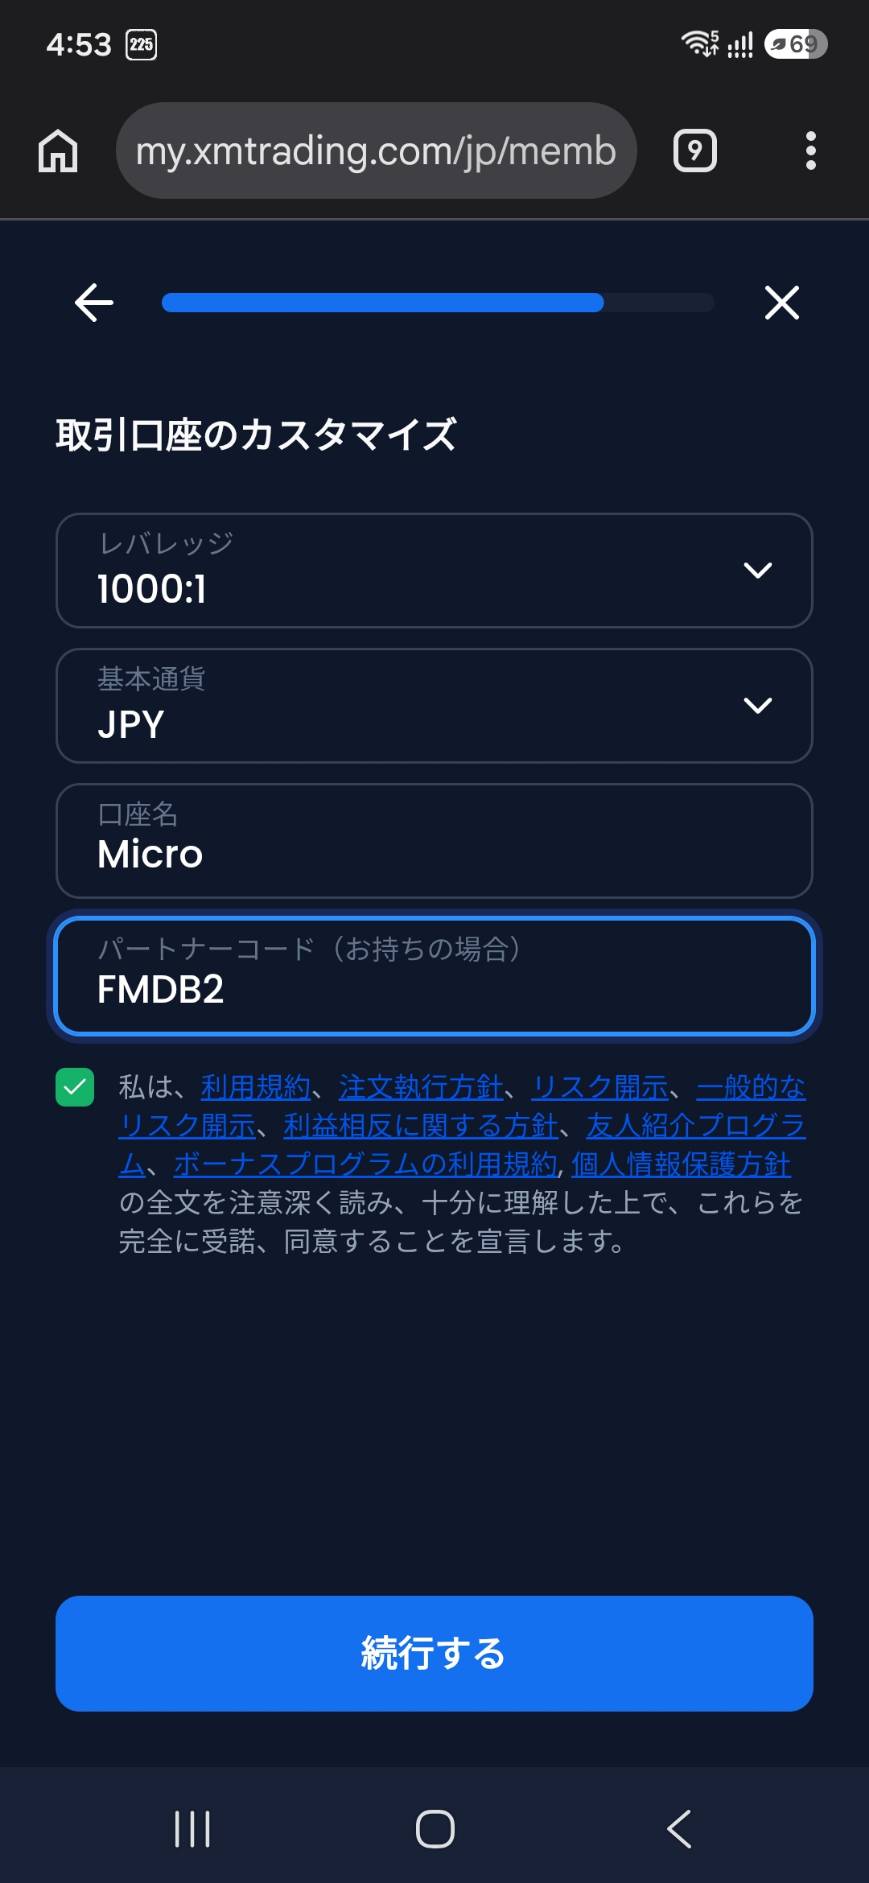 4:53 225 5 69
my.xmtrading.com/jp/memb 9
取引口座のカスタマイズ
レバレッジ
1000:1
基本通貨
JPY
口座名
Micro
パートナーコード（お持ちの場合）
FMDB2
私は、利用規約、注文執行方針、リスク開示、一般的な
リスク開示、利益相反に関する方針、友人紹介プログラ
ム、ボーナスプログラムの利用規約, 個人情報保護方針
の全文を注意深く読み、十分に理解した上で、これらを
完全に受諾、同意することを宣言します。
続行する